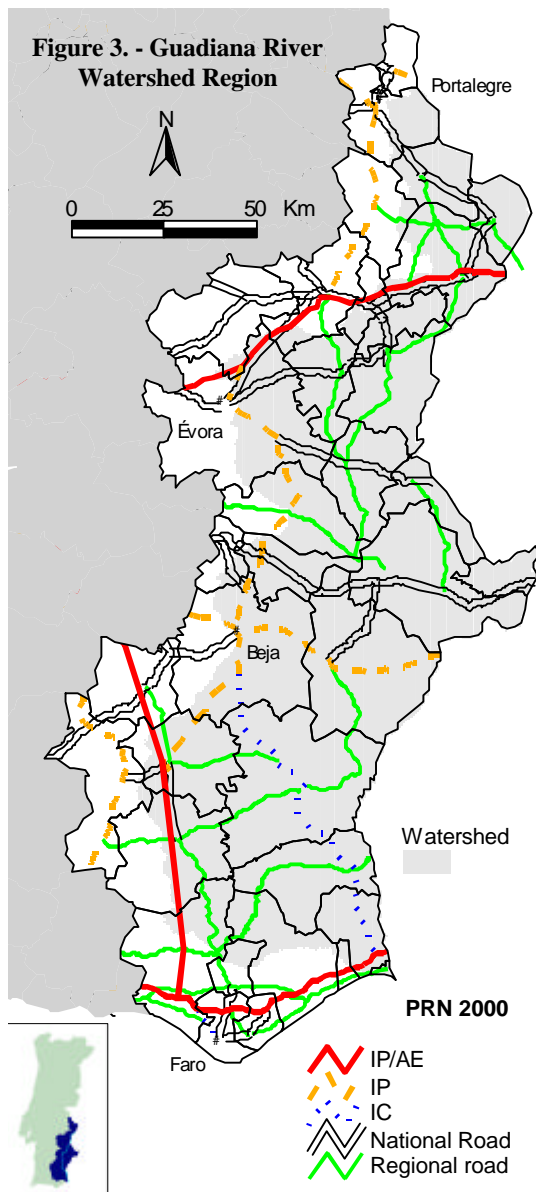 Figure 3. - Guadiana River
Watershed Region
Portalegre
N
0 25 50 Km
Évora
Beja
Watershed
PRN 2000
Faro
IP/AE
IP
IC
National Road
Regional road